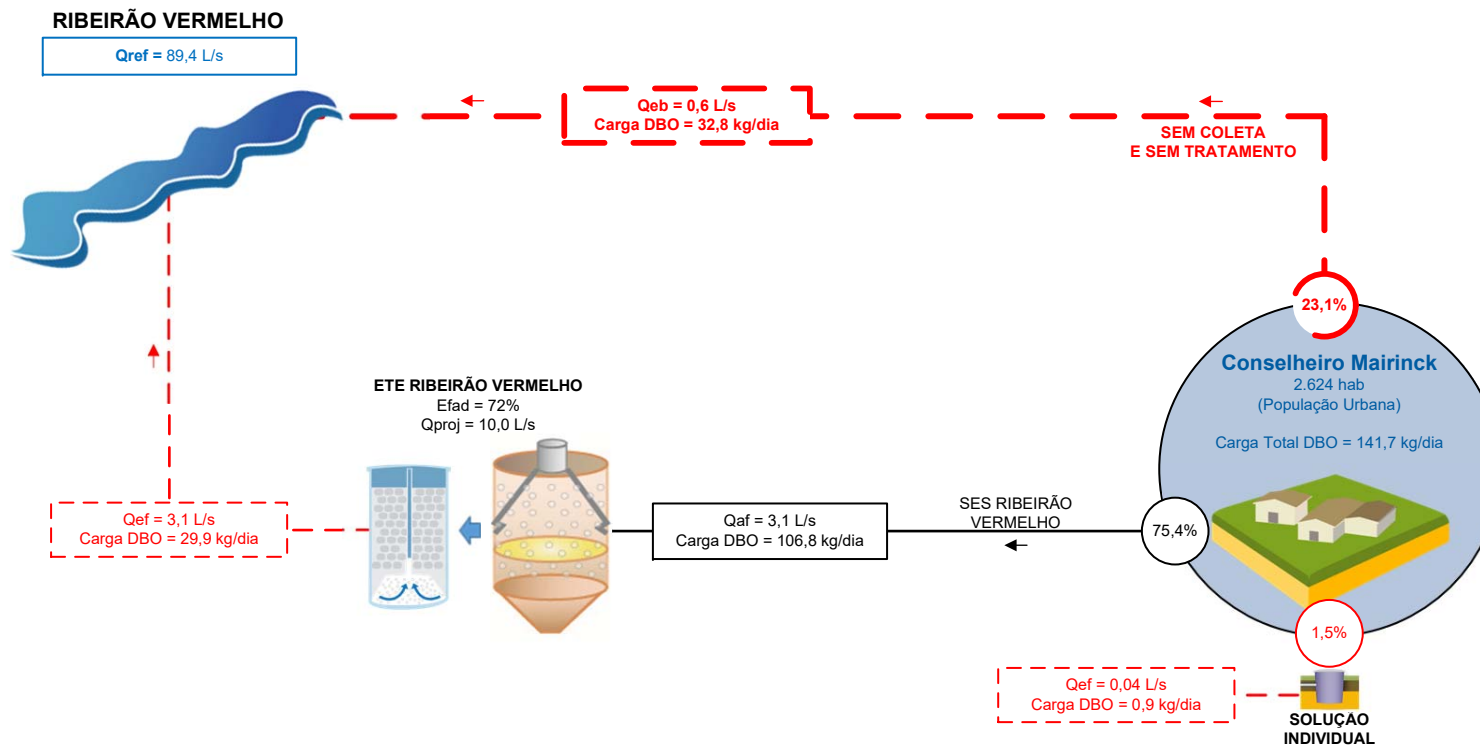 RIBEIRÃO VERMELHO
Qref = 89,4 L/s
Qeb = 0,6 L/s
Carga DBO = 32,8 kg/dia
SEM COLETA
E SEM TRATAMENTO
23,1%
Conselheiro Mairinck
2.624 hab
(População Urbana)
Carga Total DBO = 141,7 kg/dia
ETE RIBEIRÃO VERMELHO
Efad = 72%
Qproj = 10,0 L/s
Qef = 3,1 L/s
Carga DBO = 29,9 kg/dia
Qaf = 3,1 L/s
Carga DBO = 106,8 kg/dia
SES RIBEIRÃO
VERMELHO
75,4%
1,5%
Qef = 0,04 L/s
Carga DBO = 0,9 kg/dia
SOLUÇÃO
INDIVIDUAL